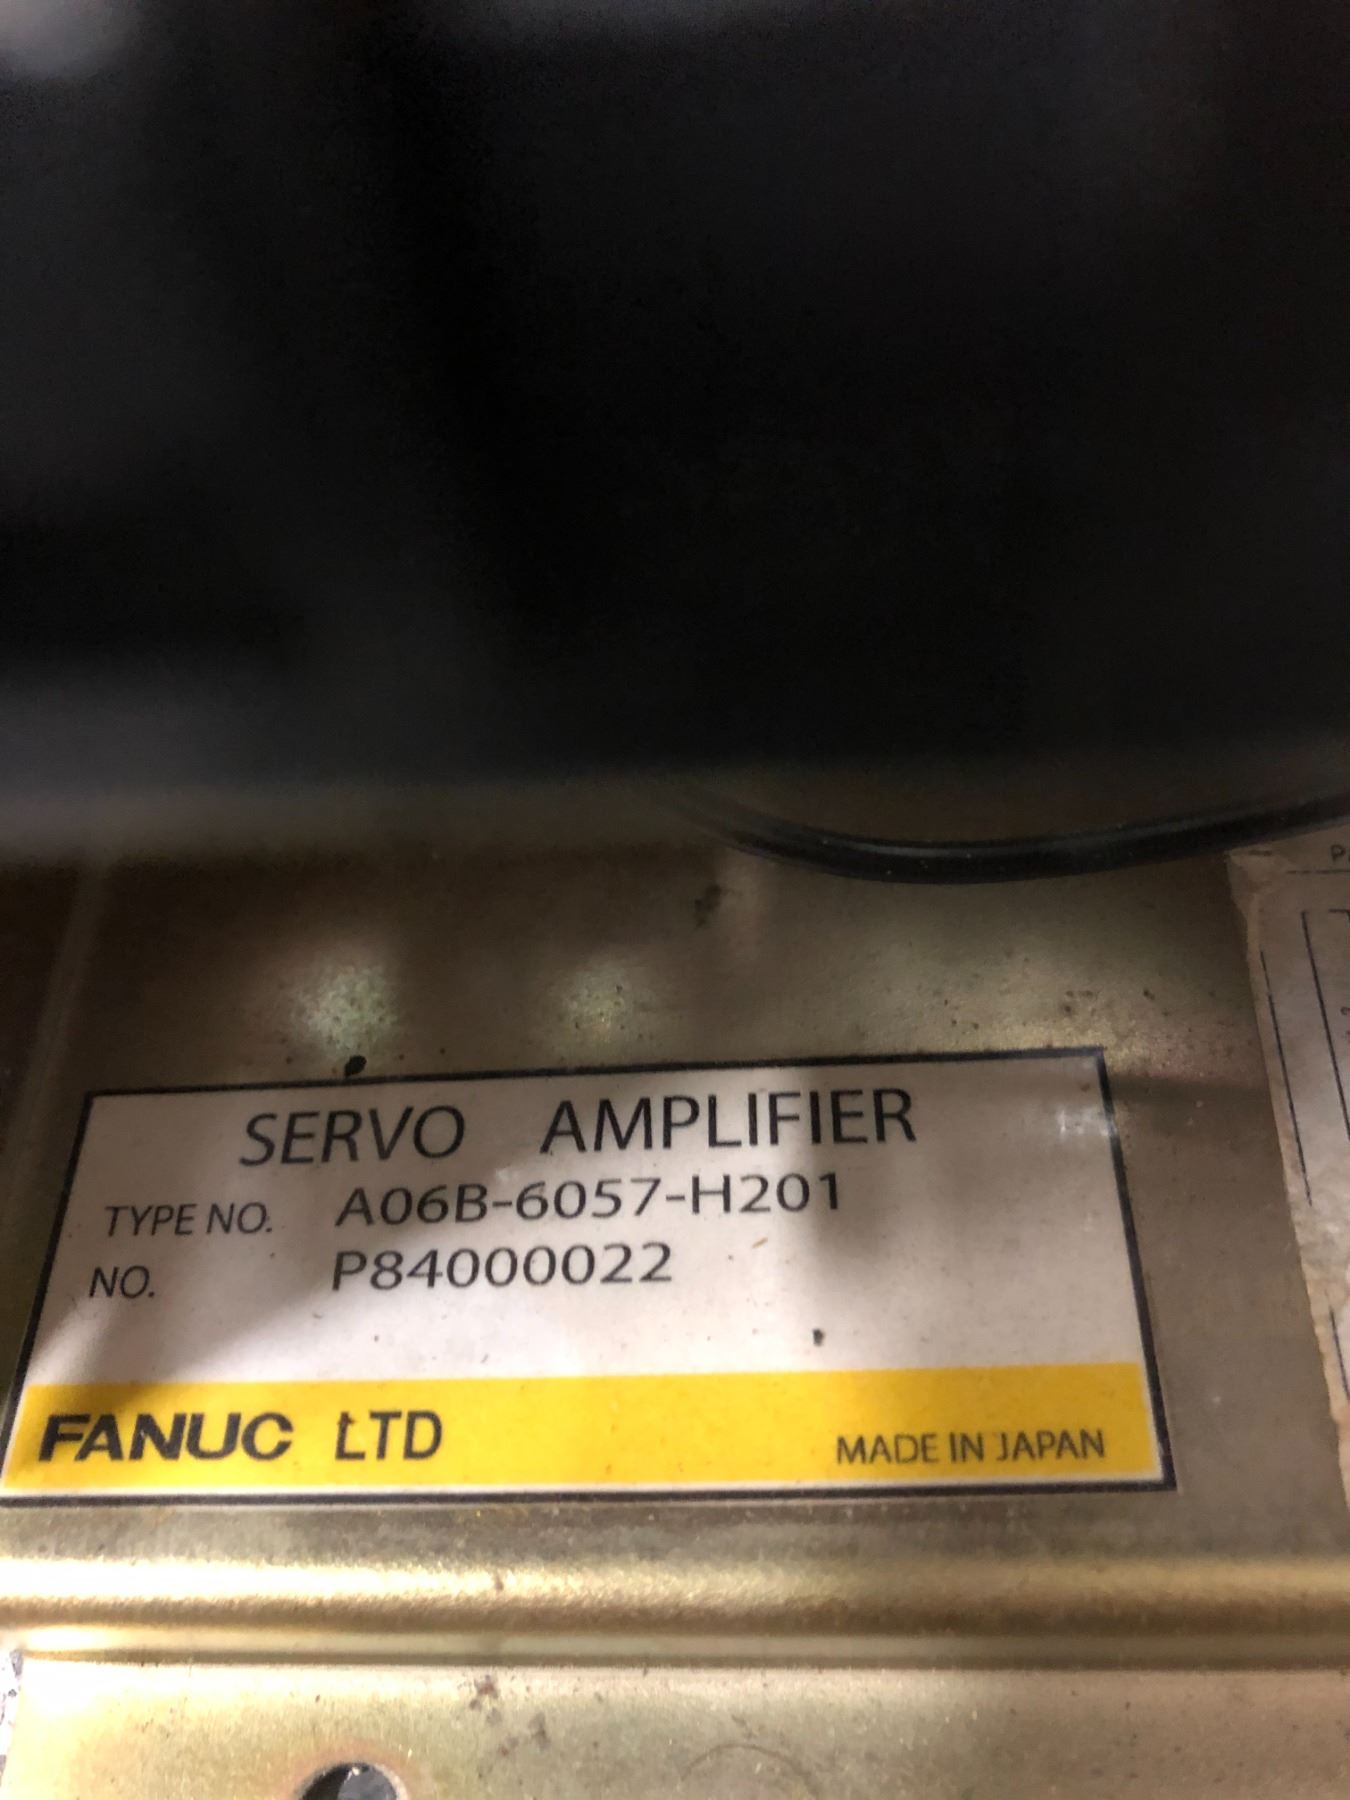 SERVO AMPLIFIER
TYPE NO. A06B-6057-H201
NO. P84000022
FANUC LTD MADE IN JAPAN